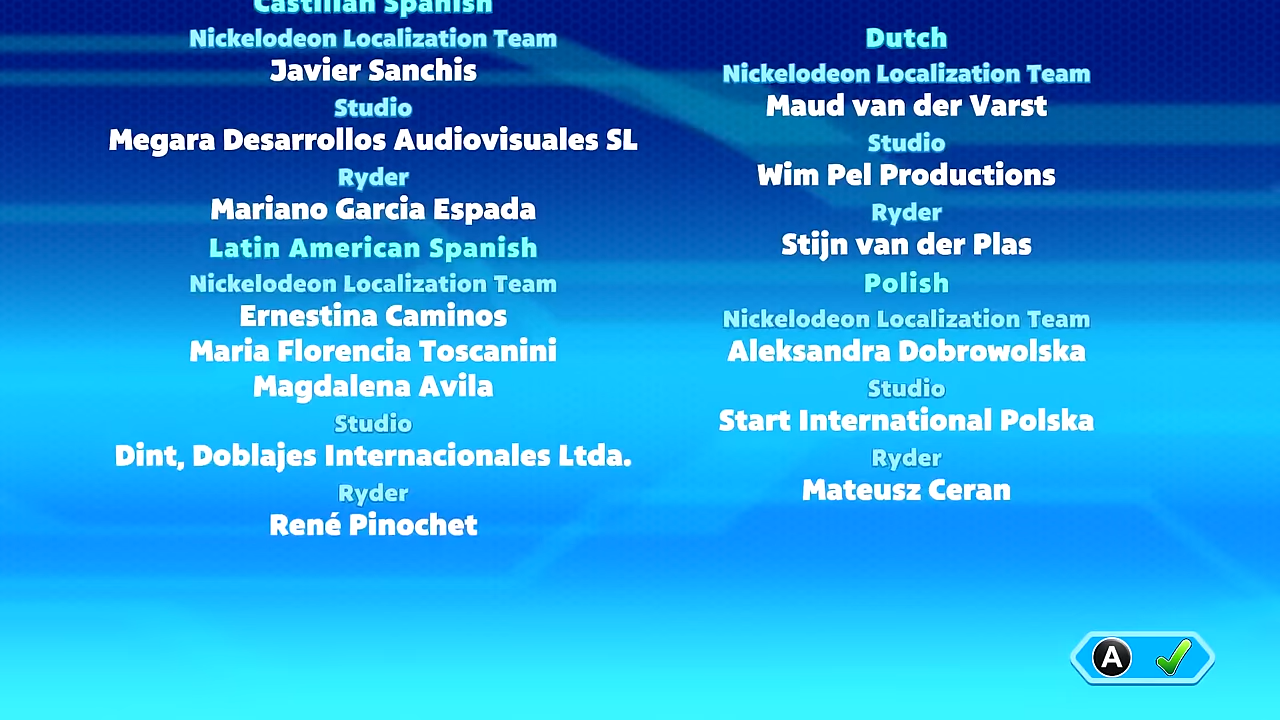 Castilian Spanish
Nickelodeon Localization Team
Javier Sanchis
Studio
Megara Desarrollos Audiovisuales SL
Ryder
Mariano Garcia Espada
Latin American Spanish
Nickelodeon Localization Team
Ernestina Caminos
Maria Florencia Toscanini
Magdalena Avila
Studio
Dint, Doblajes Internacionales Ltda.
Ryder
René Pinochet
Dutch
Nickelodeon Localization Team
Maud van der Varst
Studio
Wim Pel Productions
Ryder
Stijn van der Plas
Polish
Nickelodeon Localization Team
Aleksandra Dobrowolska
Studio
Start International Polska
Ryder
Mateusz Ceran
A